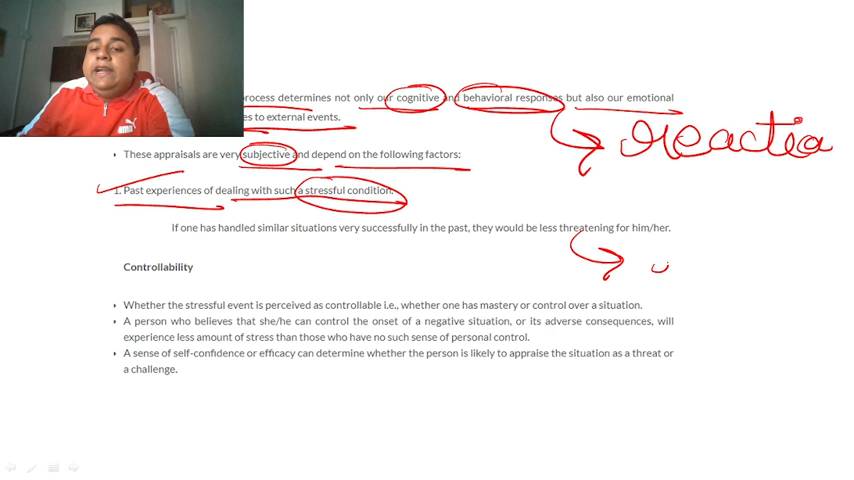 rocess determines not only our cognitive and behavioral responses but also our emotional
es to external events.
reactio
• These appraisals are very subjective and depend on the following factors:
1. Past experiences of dealing with such a stressful condition.
If one has handled similar situations very successfully in the past, they would be less threatening for him/her.
Controllability
• Whether the stressful event is perceived as controllable i.e., whether one has mastery or control over a situation.
• A person who believes that she/he can control the onset of a negative situation, or its adverse consequences, will
experience less amount of stress than those who have no such sense of personal control.
• A sense of self-confidence or efficacy can determine whether the person is likely to appraise the situation as a threat or
a challenge.